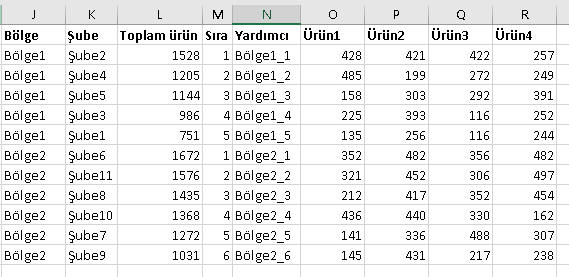 J K L M N O P Q R
Bölge Şube Toplam ürün Sıra Yardımcı Ürün1 Ürün2 Ürün3 Ürün4
Bölge1 Şube2 1528 1 Bölge1_1 428 421 422 257
Bölge1 Şube4 1205 2 Bölge1_2 485 199 272 249
Bölge1 Şube5 1144 3 Bölge1_3 158 303 292 391
Bölge1 Şube3 986 4 Bölge1_4 225 393 116 252
Bölge1 Şube1 751 5 Bölge1_5 135 256 116 244
Bölge2 Şube6 1672 1 Bölge2_1 352 482 356 482
Bölge2 Şube11 1576 2 Bölge2_2 321 452 306 497
Bölge2 Şube8 1435 3 Bölge2_3 212 417 352 454
Bölge2 Şube10 1368 4 Bölge2_4 436 440 330 162
Bölge2 Şube7 1272 5 Bölge2_5 141 336 488 307
Bölge2 Şube9 1031 6 Bölge2_6 145 431 217 238